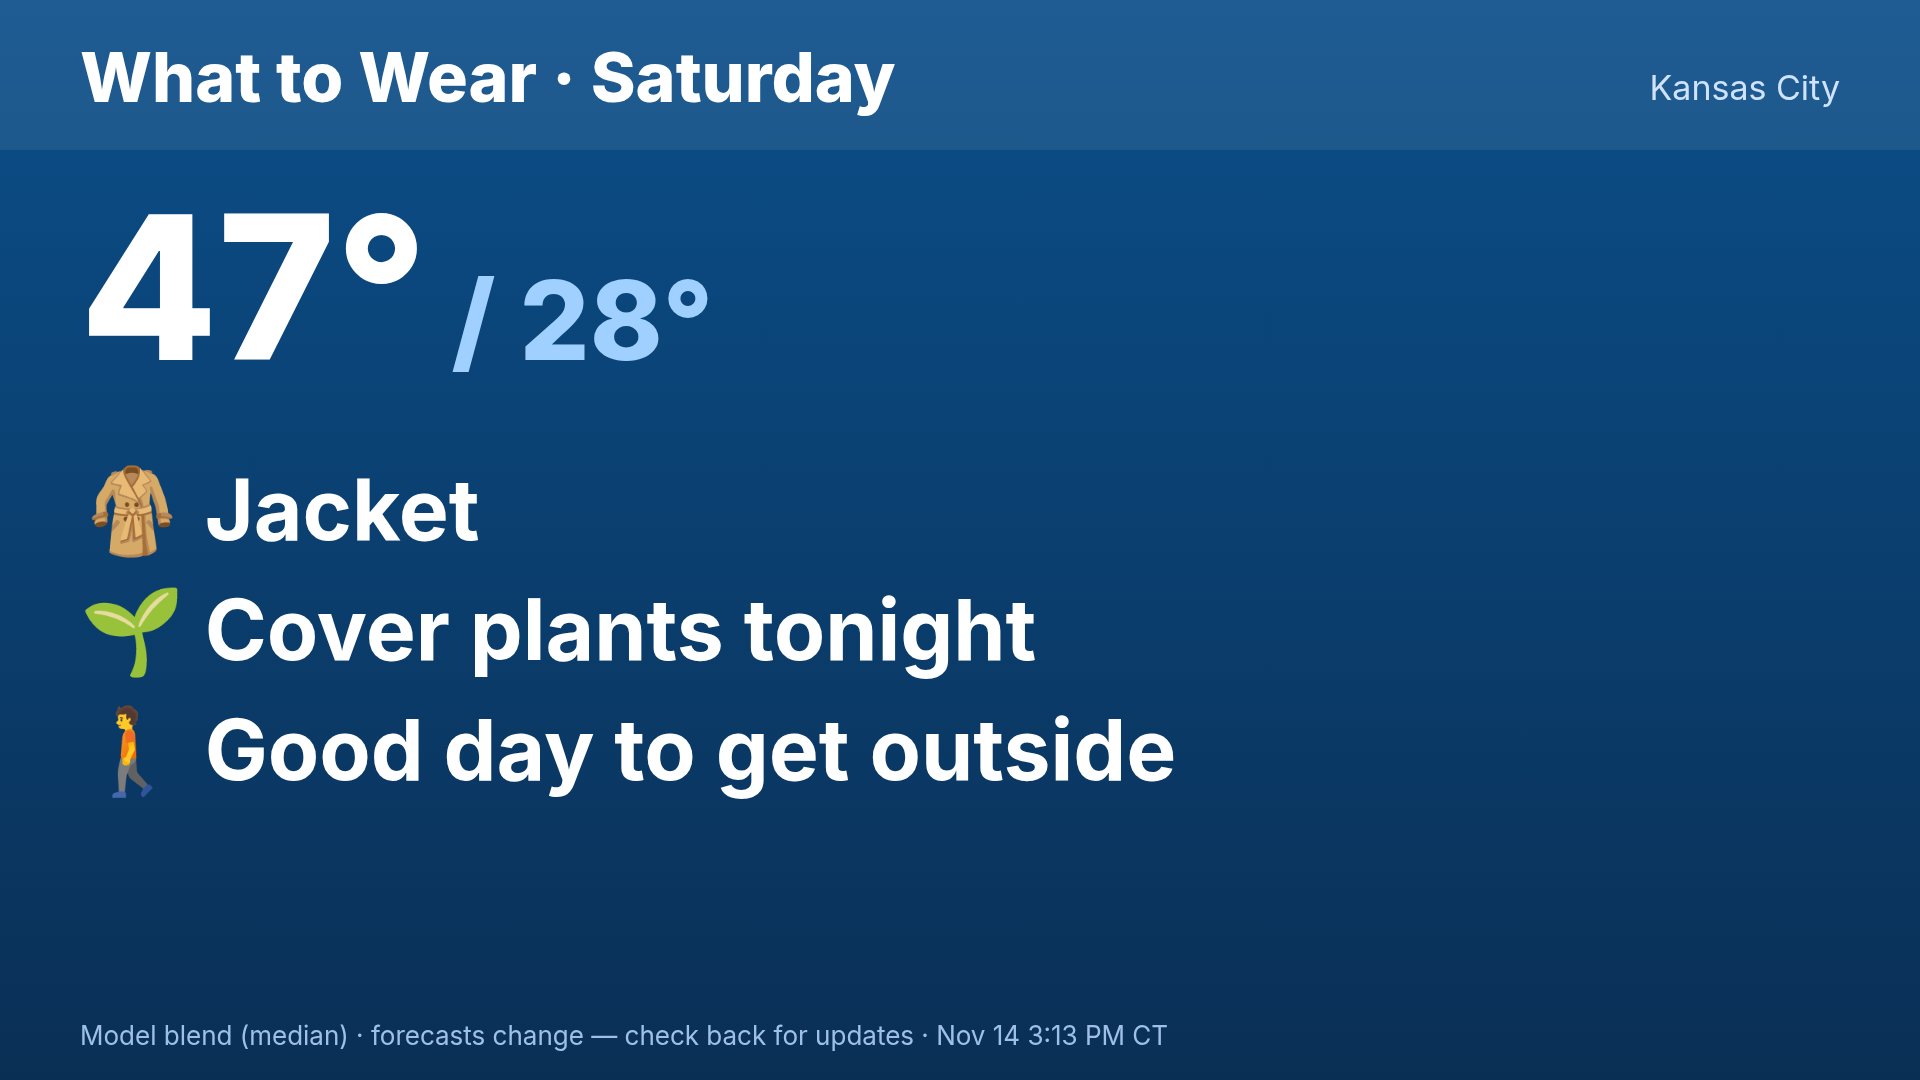 What to Wear · Saturday
Kansas City
47° / 28°
Jacket
Cover plants tonight
Good day to get outside
Model blend (median) · forecasts change — check back for updates · Nov 14 3:13 PM CT